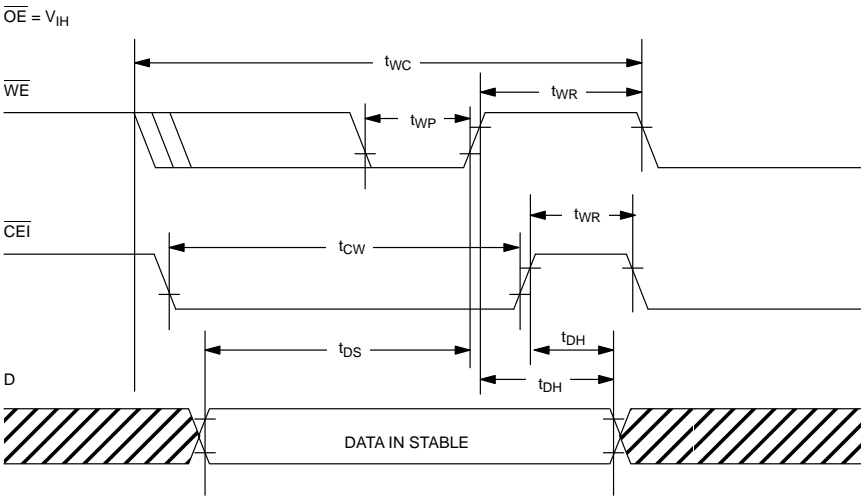 OE = VIH
tWC
WE
tWR
tWP
CEI
tWR
tCW
tDH
tDS
D
tDH
DATA IN STABLE